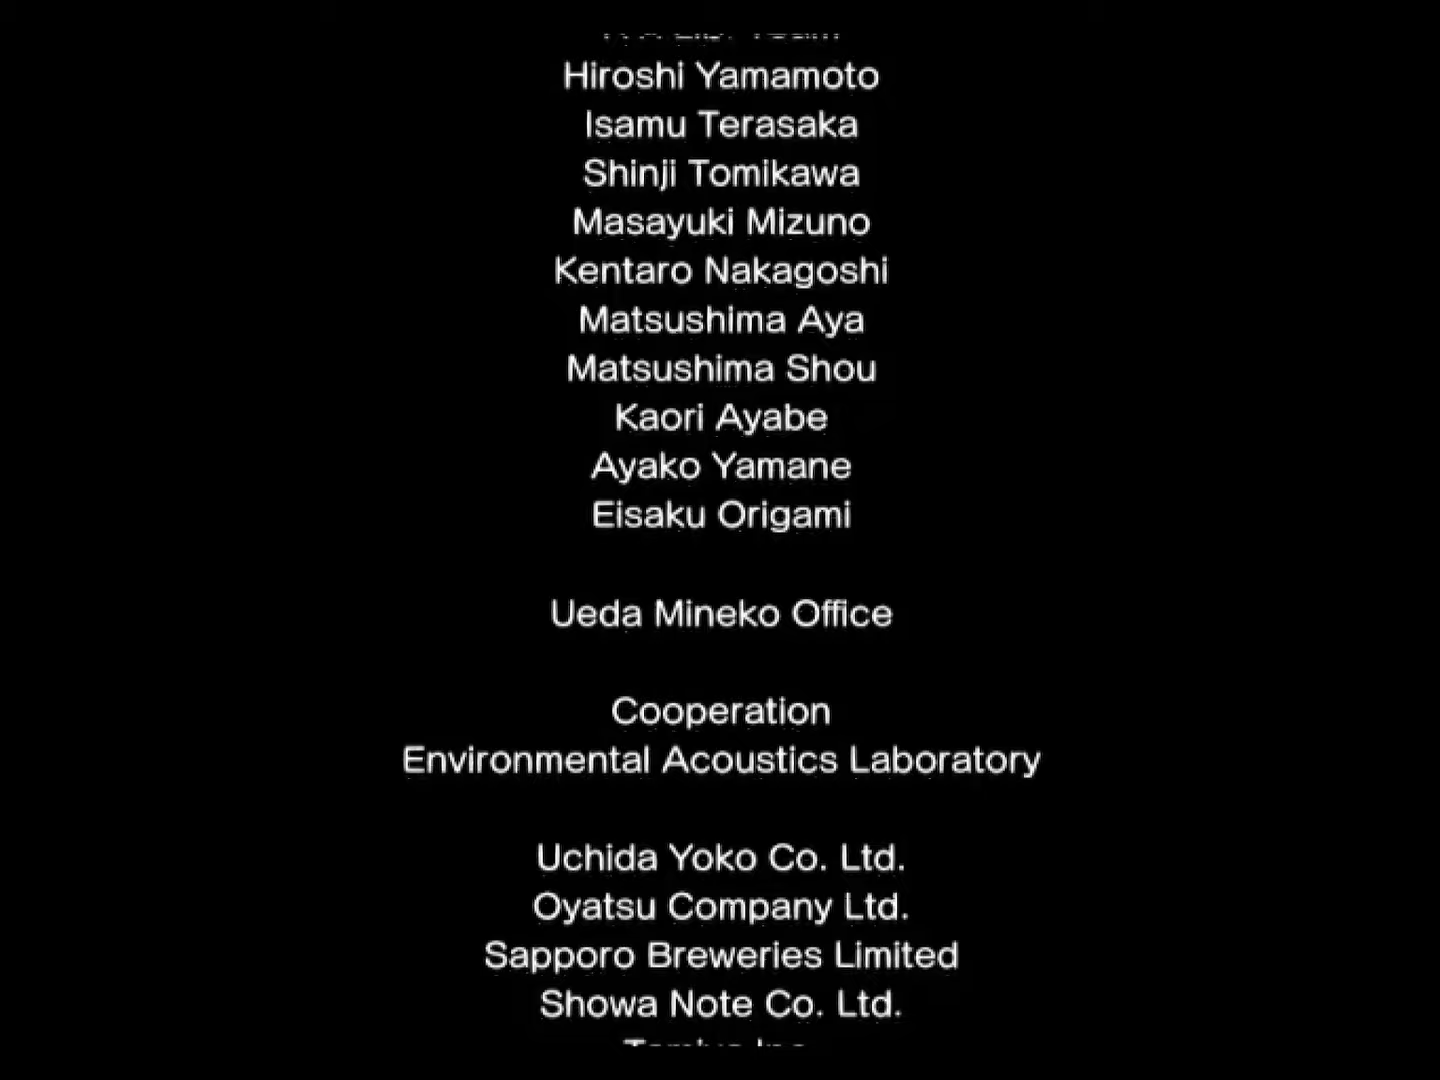 Hiroshi Yamamoto
Isamu Terasaka
Shinji Tomikawa
Masayuki Mizuno
Kentaro Nakagoshi
Matsushima Aya
Matsushima Shou
Kaori Ayabe
Ayako Yamane
Eisaku Origami
Ueda Mineko Office
Cooperation
Environmental Acoustics Laboratory
Uchida Yoko Co. Ltd.
Oyatsu Company Ltd.
Sapporo Breweries Limited
Showa Note Co. Ltd.